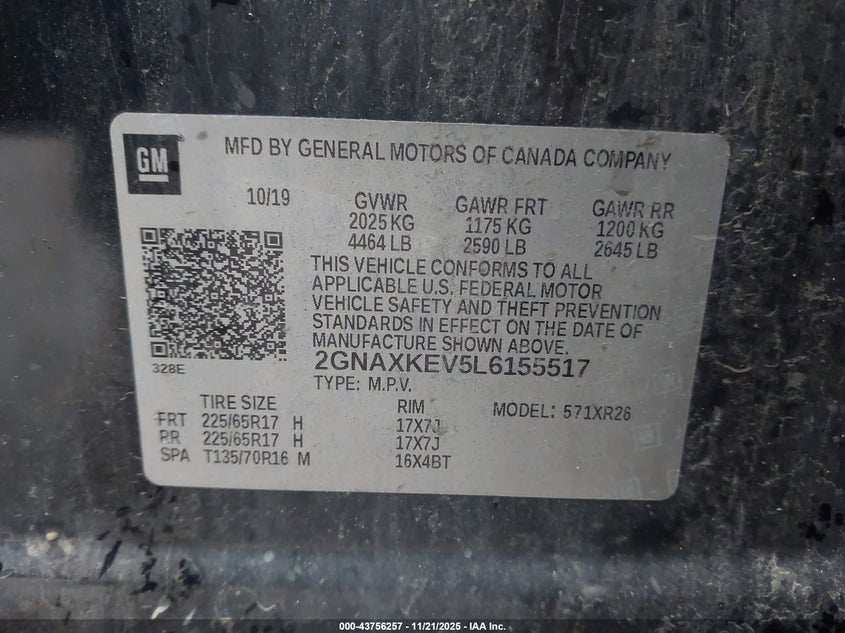 GM
MFD BY GENERAL MOTORS OF CANADA COMPANY
10/19 GVWR GAWR FRT GAWR RR
2025 KG 1175 KG 1200 KG
4464 LB 2590 LB 2645 LB
THIS VEHICLE CONFORMS TO ALL
APPLICABLE U.S. FEDERAL MOTOR
VEHICLE SAFETY AND THEFT PREVENTION
STANDARDS IN EFFECT ON THE DATE OF
MANUFACTURE SHOWN ABOVE.
328E
2GNAXKEV5L6155517
TYPE: M.P.V.
TIRE SIZE RIM MODEL: 571XR26
FRT 225/65R17 H 17X7J
RR 225/65R17 H 17X7J
SPA T135/70R16 M 16X4BT
000-43756257 - 11/21/2025 - IAA Inc.